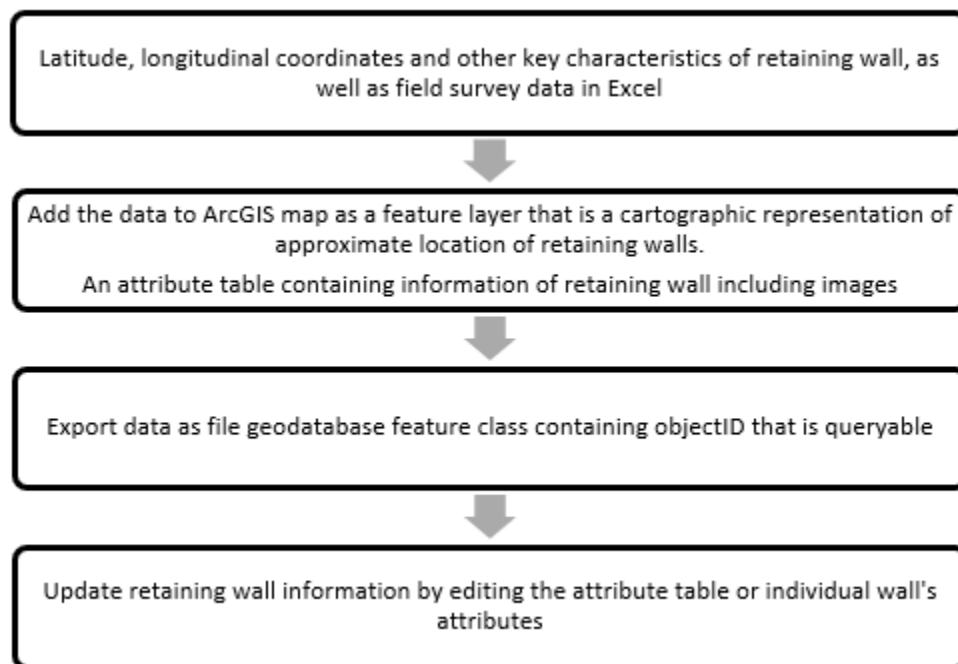 Latitude, longitudinal coordinates and other key characteristics of retaining wall, as
well as field survey data in Excel
Add the data to ArcGIS map as a feature layer that is a cartographic representation of
approximate location of retaining walls.
An attribute table containing information of retaining wall including images
Export data as file geodatabase feature class containing objectID that is queryable
Update retaining wall information by editing the attribute table or individual wall's
attributes